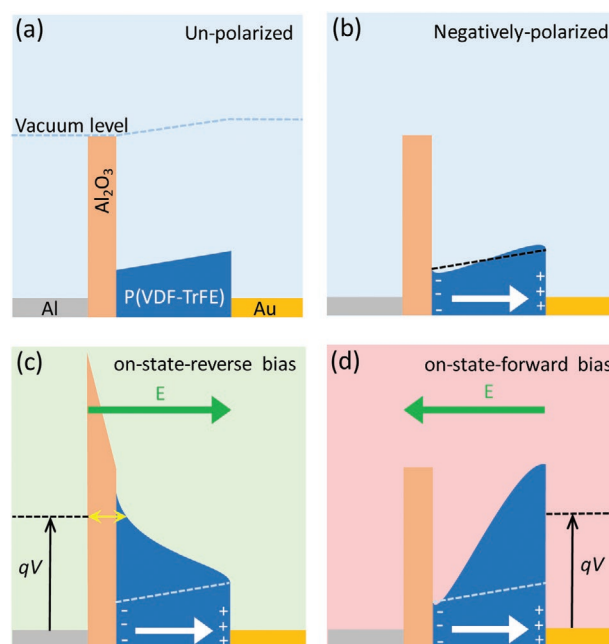 (a)
Un-polarized
Vacuum level
Al₂O₃
P(VDF-TrFE)
Al
Au
(b)
Negatively-polarized
- + 
- +
- +
(c)
on-state-reverse bias
E
qV
- +
- +
- +
(d)
on-state-forward bias
E
qV
- +
- +
- +